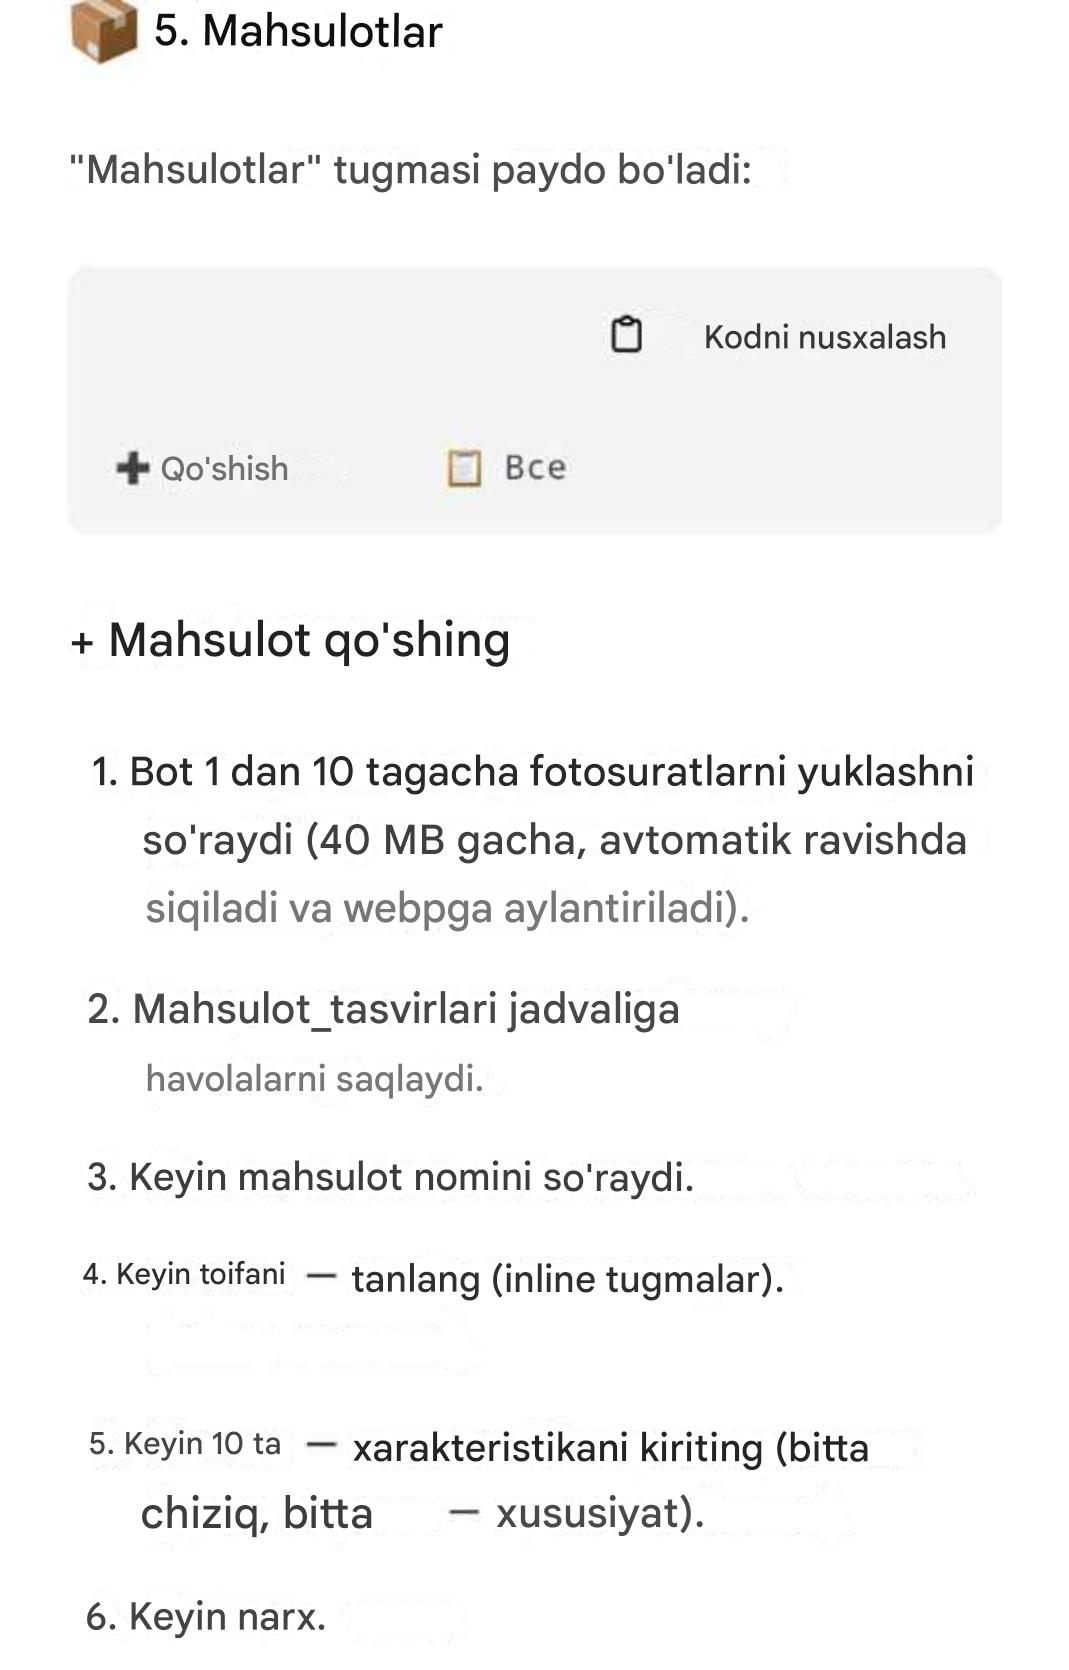 5. Mahsulotlar
"Mahsulotlar" tugmasi paydo bo'ladi:
Kodni nusxalash
Qo'shish Все
+ Mahsulot qo'shing
1. Bot 1 dan 10 tagacha fotosuratlarni yuklashni
so'raydi (40 MB gacha, avtomatik ravishda
siqiladi va webpga aylantiriladi).
2. Mahsulot_tasvirlari jadvaliga
havolalarni saqlaydi.
3. Keyin mahsulot nomini so'raydi.
4. Keyin toifani — tanlang (inline tugmalar).
5. Keyin 10 ta — xarakteristikani kiriting (bitta
chiziq, bitta — xususiyat).
6. Keyin narx.